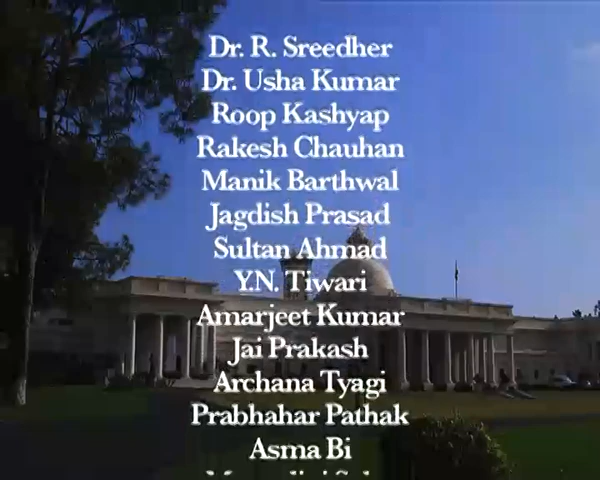 Dr. R. Sreedher
Dr. Usha Kumar
Roop Kashyap
Rakesh Chauhan
Manik Barthwal
Jagdish Prasad
Sultan Ahmad
Y.N. Tiwari
Amarjeet Kumar
Jai Prakash
Archana Tyagi
Prabhahar Pathak
Asma Bi